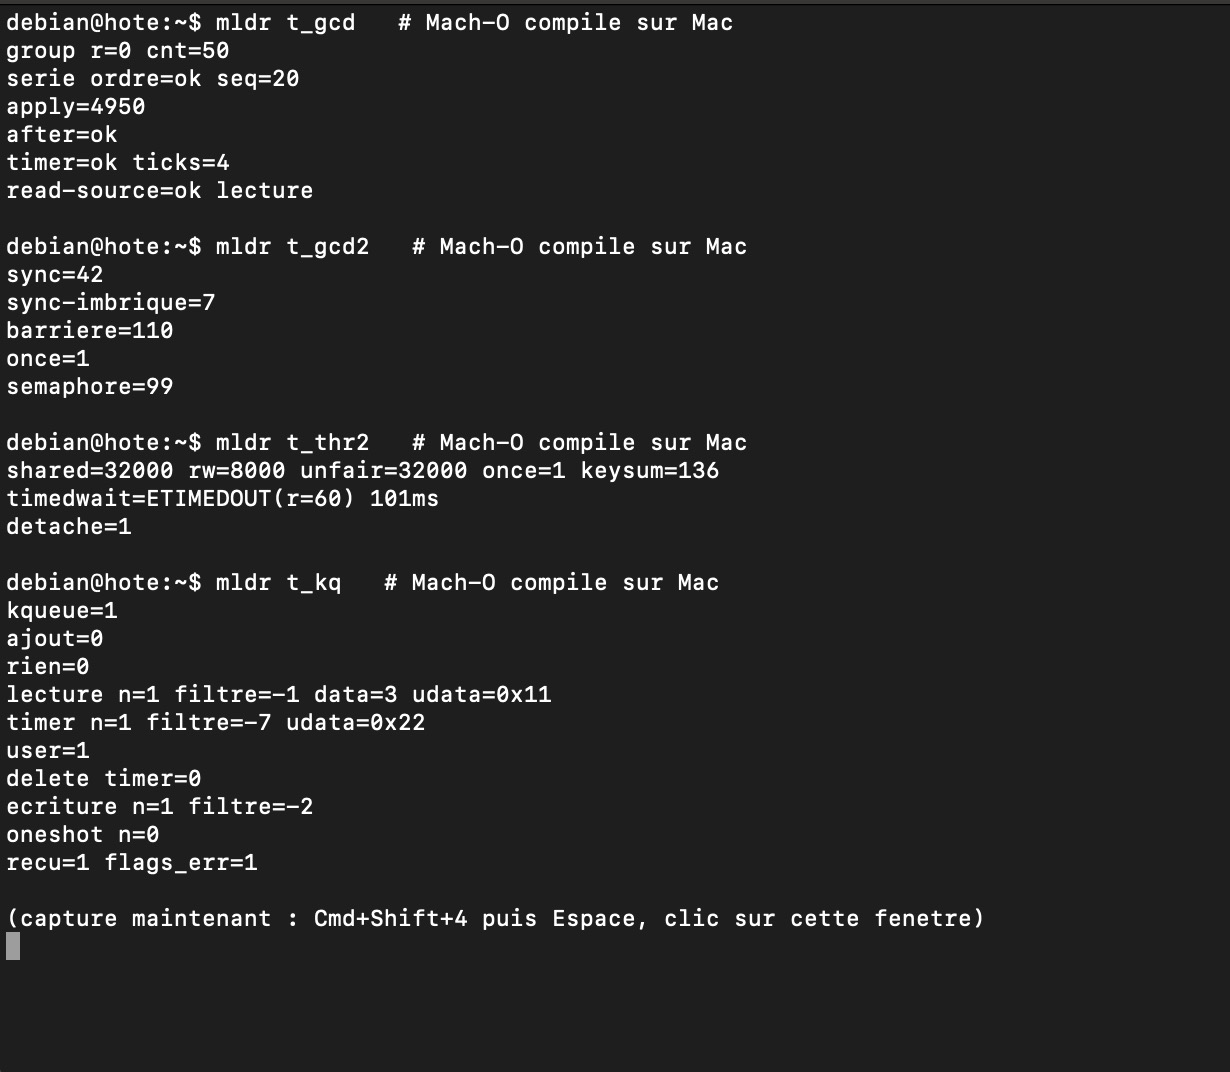 debian@hote:~$ mldr t_gcd   # Mach-O compile sur Mac
group r=0 cnt=50
serie ordre=ok seq=20
apply=4950
after=ok
timer=ok ticks=4
read-source=ok lecture
debian@hote:~$ mldr t_gcd2   # Mach-O compile sur Mac
sync=42
sync-imbrique=7
barriere=110
once=1
semaphore=99
debian@hote:~$ mldr t_thr2   # Mach-O compile sur Mac
shared=32000 rw=8000 unfair=32000 once=1 keysum=136
timedwait=ETIMEDOUT(r=60) 101ms
detache=1
debian@hote:~$ mldr t_kq   # Mach-O compile sur Mac
kqueue=1
ajout=0
rien=0
lecture n=1 filtre=-1 data=3 udata=0x11
timer n=1 filtre=-7 udata=0x22
user=1
delete timer=0
ecriture n=1 filtre=-2
oneshot n=0
recu=1 flags_err=1
(capture maintenant : Cmd+Shift+4 puis Espace, clic sur cette fenetre)